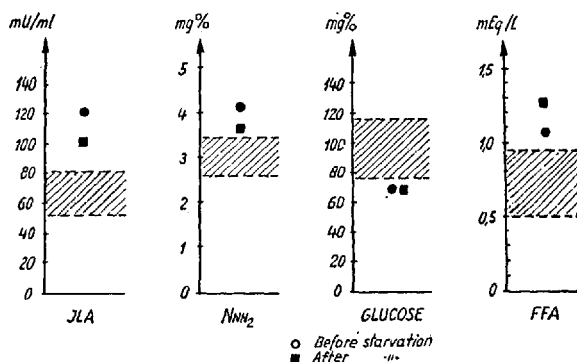 mU/ml
140
120
100
80
60
40
20
0
JLA
mg%
5
4
3
2
1
0
NNH₂
mg%
140
120
100
80
60
40
20
0
GLUCOSE
mEq/L
1,5
1,0
0,5
0
FFA
Before starvation
After -"-